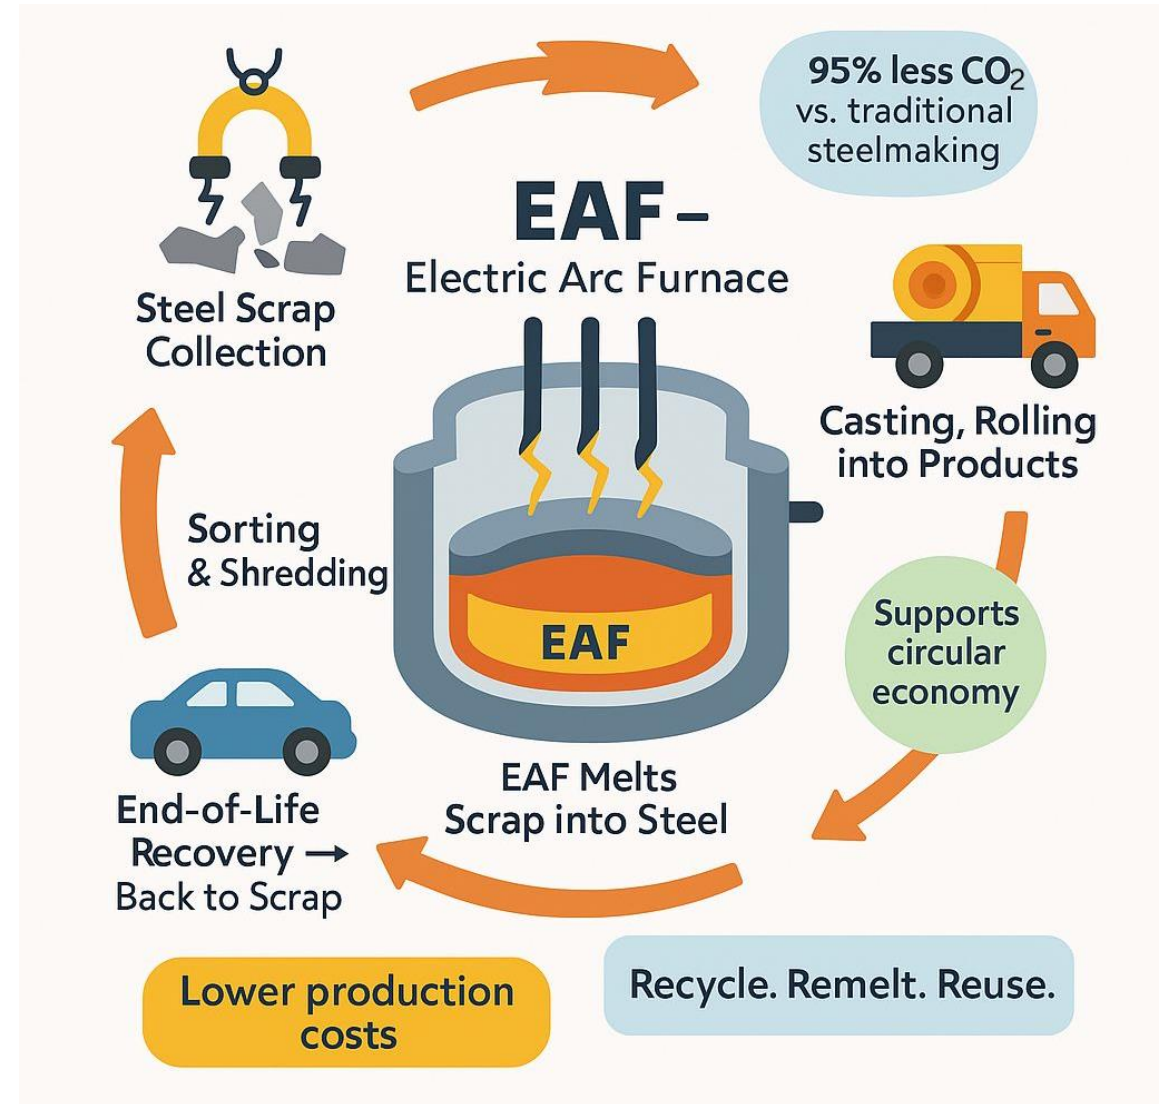 95% less CO₂
vs. traditional
steelmaking
EAF–
Electric Arc Furnace
Steel Scrap
Collection
Casting, Rolling
into Products
Sorting
& Shredding
Supports
circular
economy
EAF
EAF Melts
Scrap into Steel
End-of-Life
Recovery →
Back to Scrap
Lower production
costs
Recycle. Remelt. Reuse.